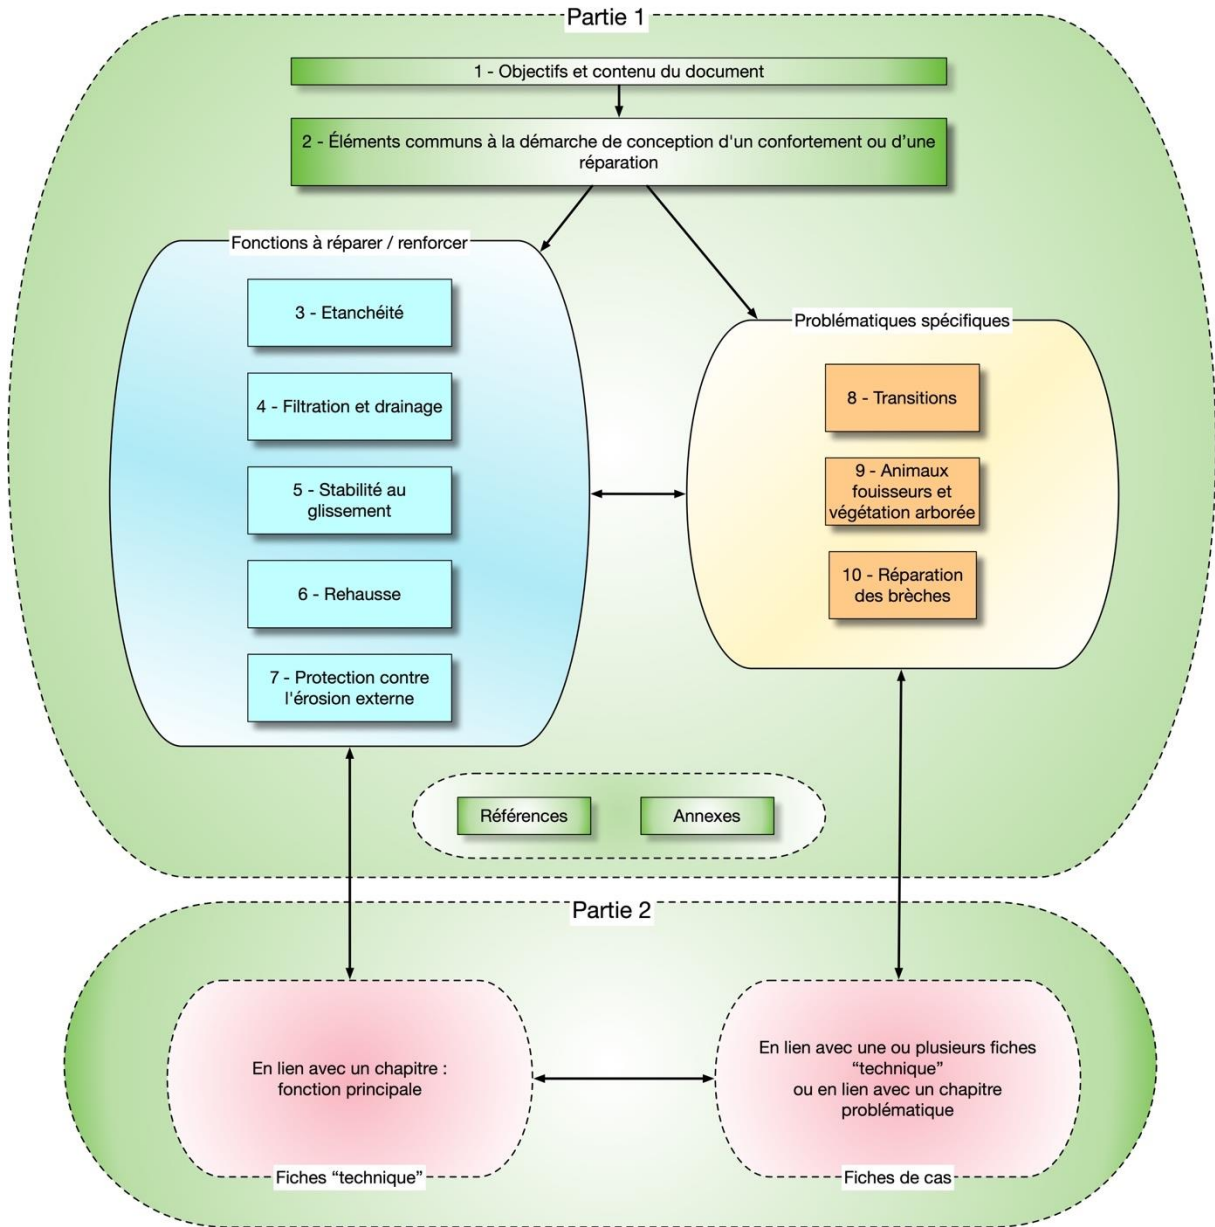 Partie 1
1 - Objectifs et contenu du document
2 - Éléments communs à la démarche de conception d'un confortement ou d’une
réparation
Fonctions à réparer / renforcer
3 - Etanchéité
4 - Filtration et drainage
5 - Stabilité au
glissement
6 - Rehausse
7 - Protection contre
l'érosion externe
Problématiques spécifiques
8 - Transitions
9 - Animaux
fouisseurs et
végétation arborée
10 - Réparation
des brèches
Références
Annexes
Partie 2
En lien avec un chapitre :
fonction principale
Fiches “technique”
En lien avec une ou plusieurs fiches
“technique”
ou en lien avec un chapitre
problématique
Fiches de cas